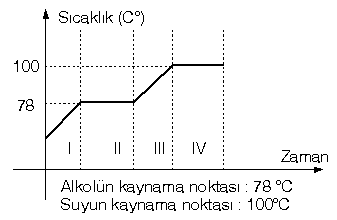 Sıcaklık (C°)
100
78
I II III IV
Zaman
Alkolün kaynama noktası : 78 °C
Suyun kaynama noktası : 100°C